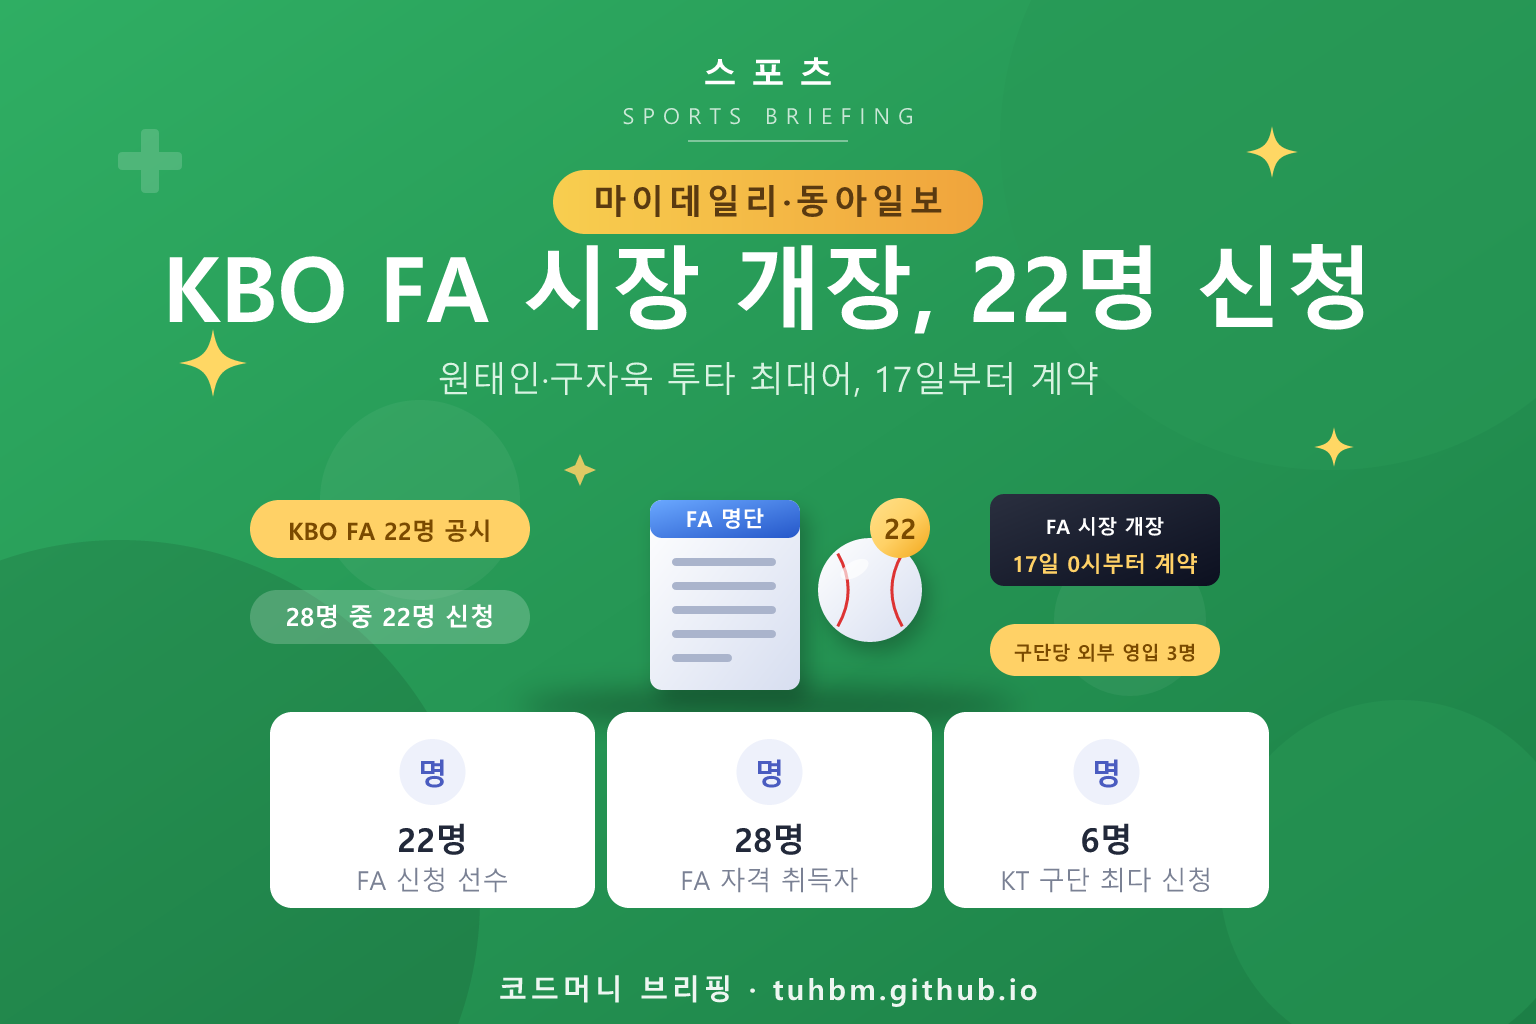 스포츠
SPORTS BRIEFING
마이데일리·동아일보
KBO FA 시장 개장, 22명 신청
원태인·구자욱 투타 최대어, 17일부터 계약
KBO FA 22명 공시
28명 중 22명 신청
FA 명단
22
FA 시장 개장
17일 0시부터 계약
구단당 외부 영입 3명
명
22명
FA 신청 선수
명
28명
FA 자격 취득자
명
6명
KT 구단 최다 신청
코드머니 브리핑 · tuhbm.github.io